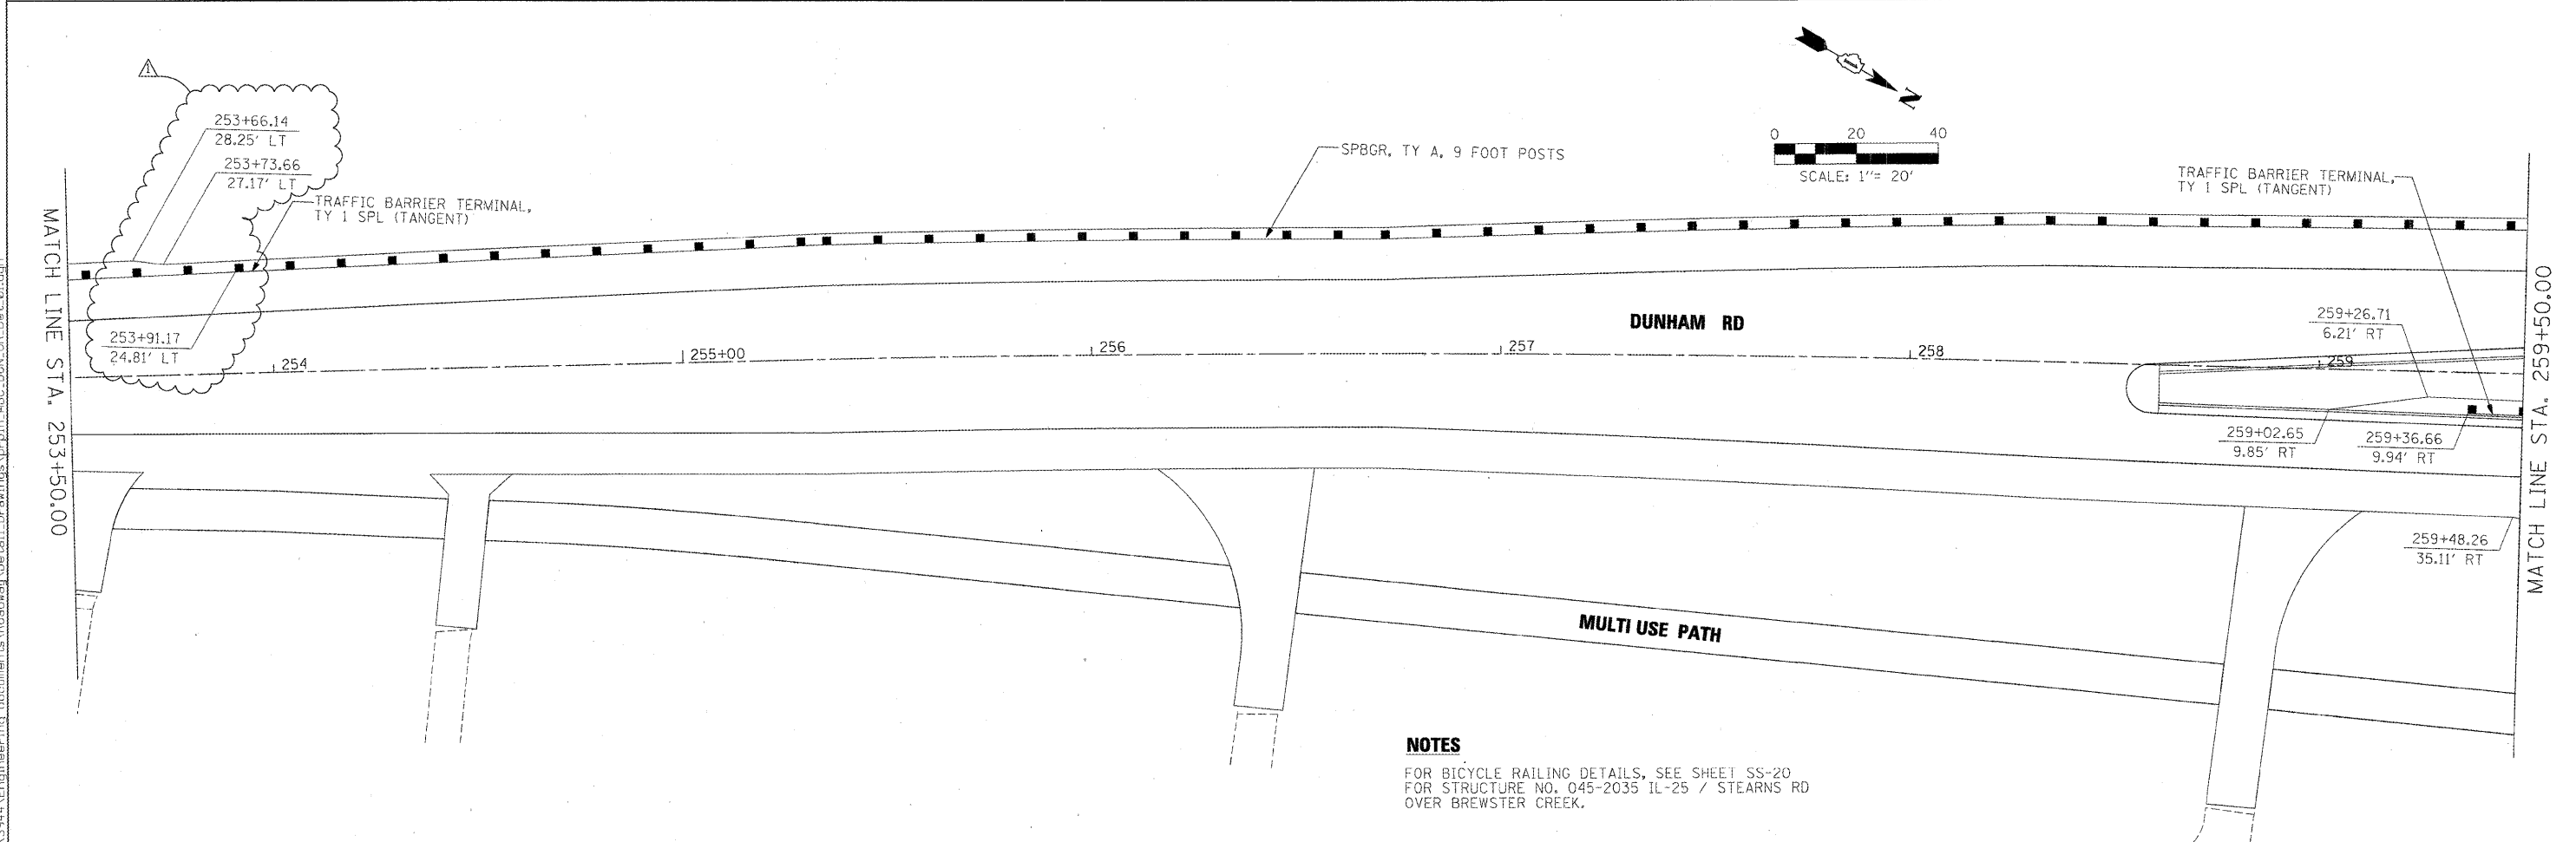 1
253+66.14
28.25' LT
253+73.66
27.17' LT
TRAFFIC BARRIER TERMINAL,
TY 1 SPL (TANGENT)
253+91.17
24.81' LT
MATCH LINE STA. 253+50.00
SPBGR, TY A, 9 FOOT POSTS
N
0 20 40
SCALE: 1"= 20'
TRAFFIC BARRIER TERMINAL,
TY 1 SPL (TANGENT)
DUNHAM RD
254
255+00
256
257
258
259
259+26.71
6.21' RT
259+02.65
9.85' RT
259+36.66
9.94' RT
259+48.26
35.11' RT
MATCH LINE STA. 259+50.00
MULTI USE PATH
NOTES
FOR BICYCLE RAILING DETAILS, SEE SHEET SS-20
FOR STRUCTURE NO. 045-2035 IL-25 / STEARNS RD
OVER BREWSTER CREEK.